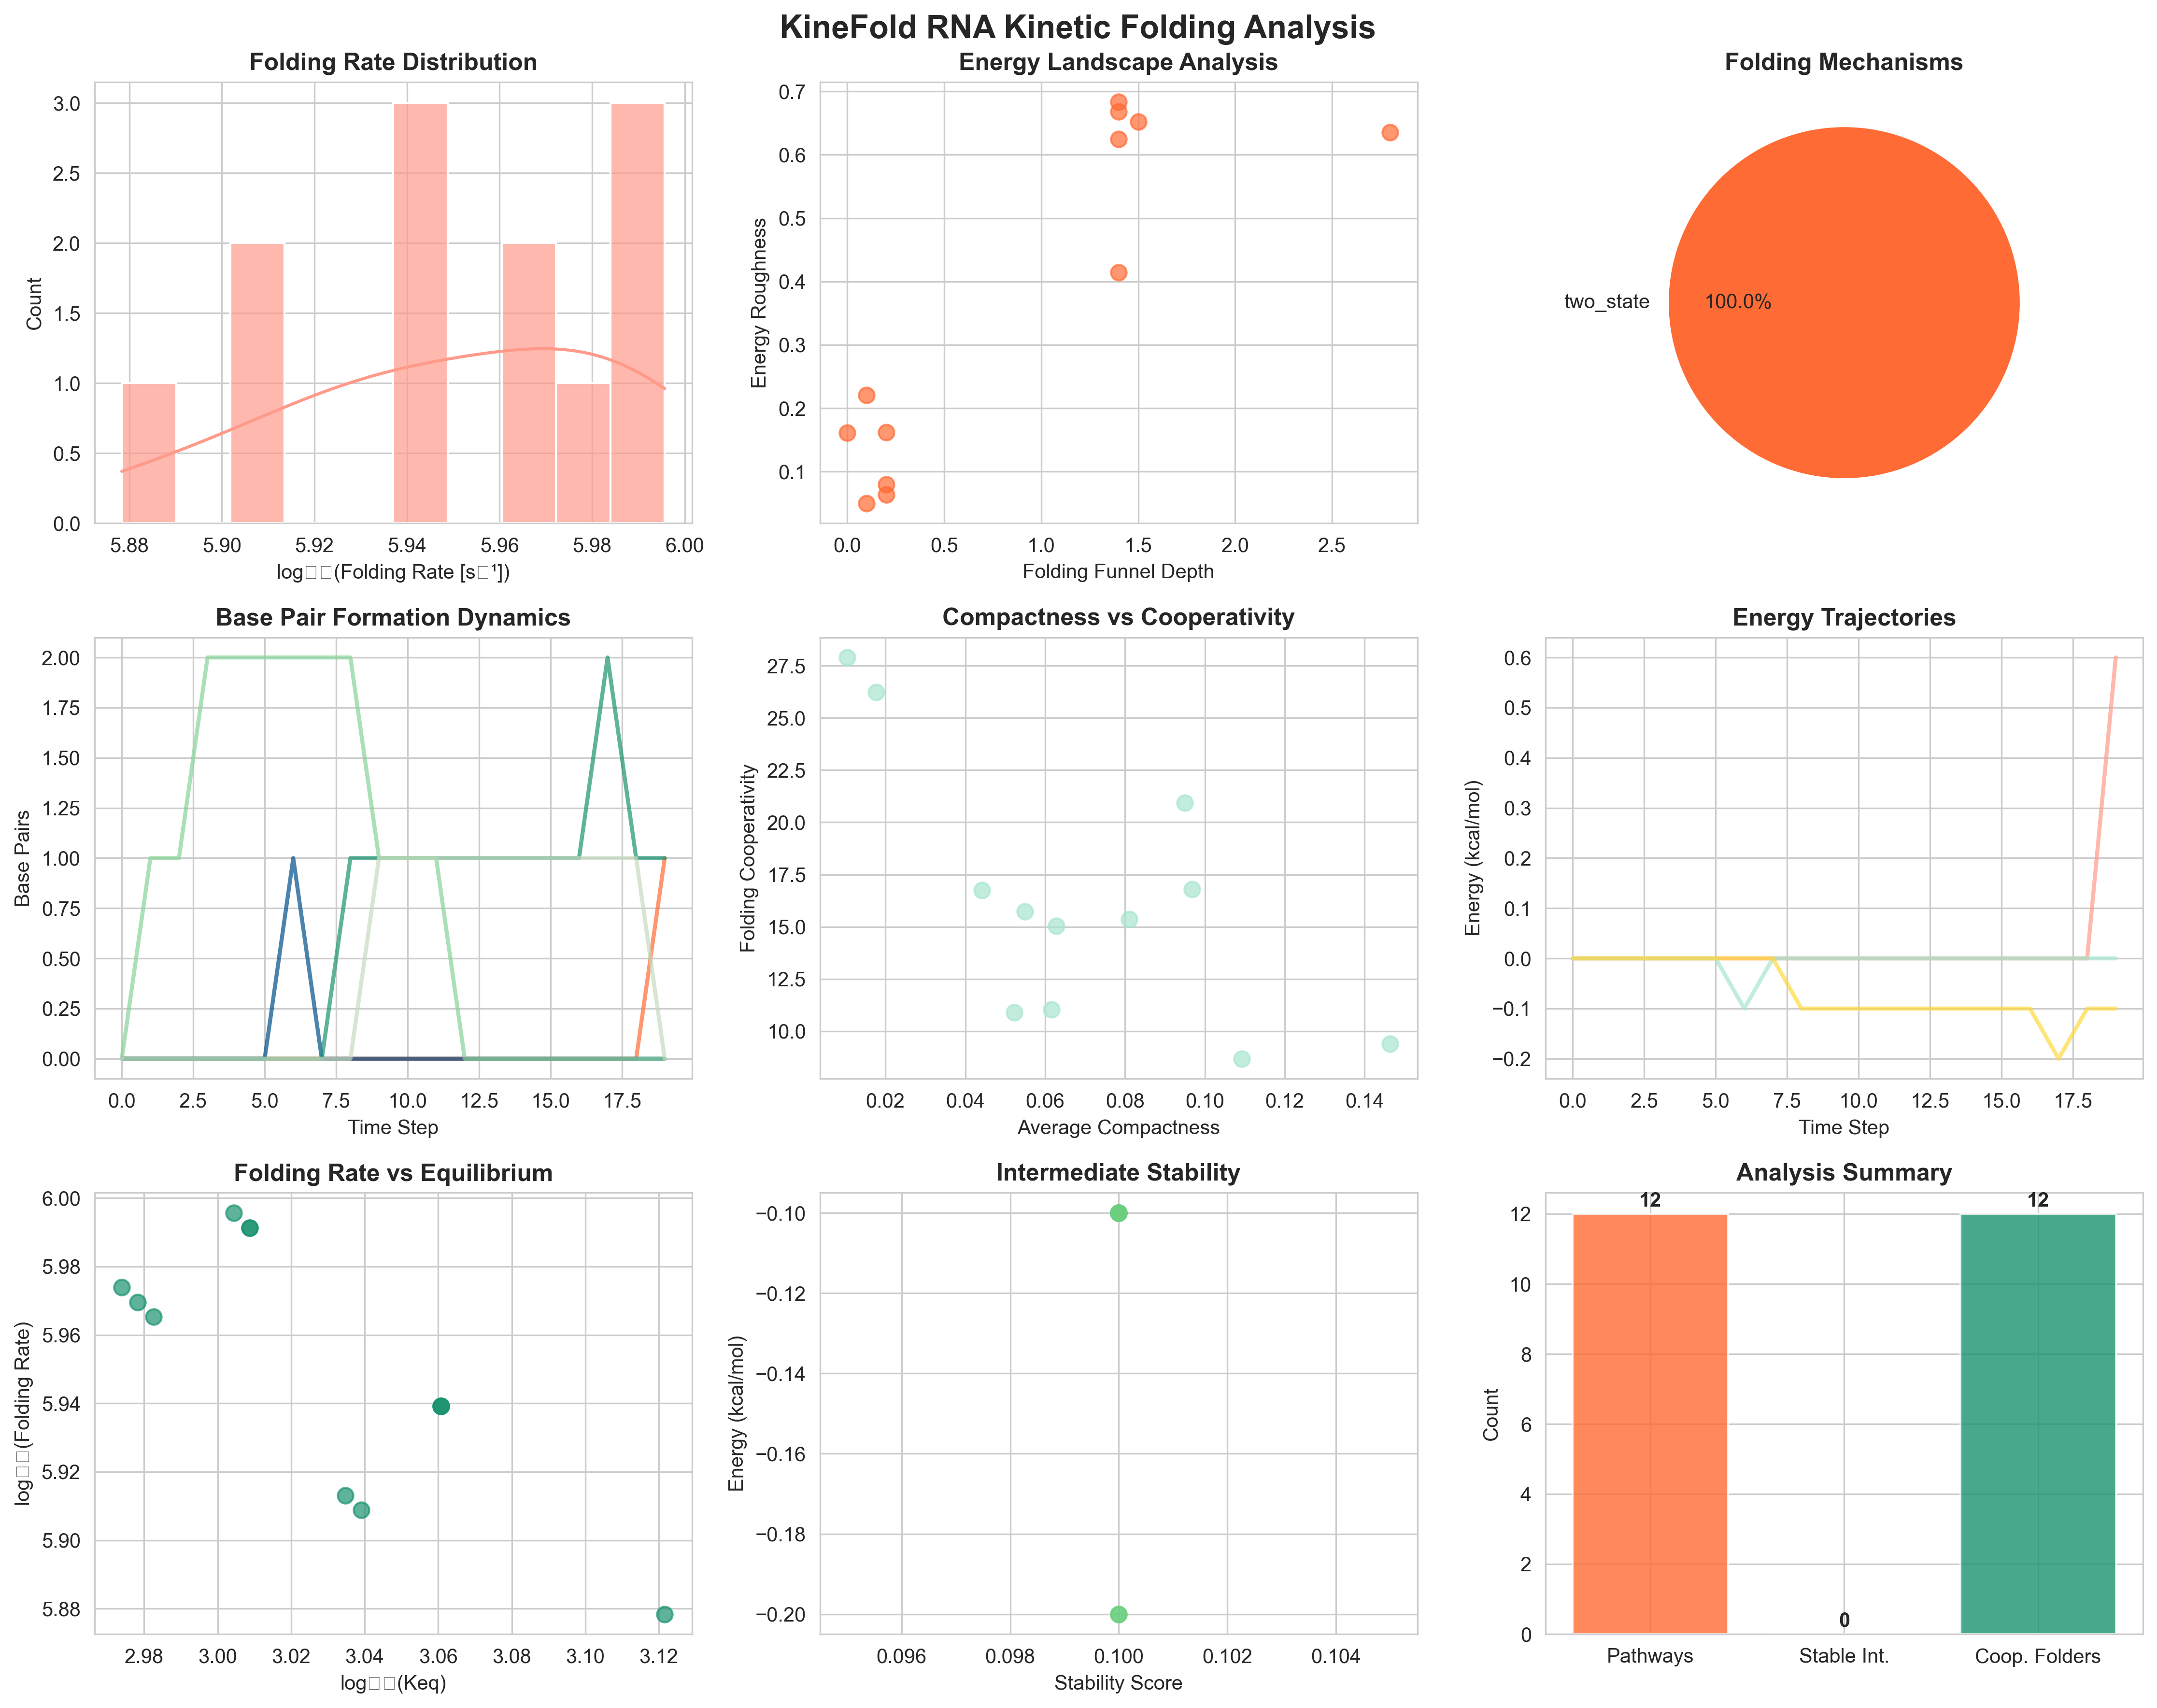 KineFold RNA Kinetic Folding Analysis
Folding Rate Distribution
3.0
2.5
2.0
1.5
1.0
0.5
0.0
Count
5.88 5.90 5.92 5.94 5.96 5.98 6.00
log□□(Folding Rate [s□¹])
Energy Landscape Analysis
0.7
0.6
0.5
0.4
0.3
0.2
0.1
Energy Roughness
0.0 0.5 1.0 1.5 2.0 2.5
Folding Funnel Depth
Folding Mechanisms
two_state
100.0%
Base Pair Formation Dynamics
2.00
1.75
1.50
1.25
1.00
0.75
0.50
0.25
0.00
Base Pairs
0.0 2.5 5.0 7.5 10.0 12.5 15.0 17.5
Time Step
Compactness vs Cooperativity
27.5
25.0
22.5
20.0
17.5
15.0
12.5
10.0
Folding Cooperativity
0.02 0.04 0.06 0.08 0.10 0.12 0.14
Average Compactness
Energy Trajectories
0.6
0.5
0.4
0.3
0.2
0.1
0.0
−0.1
−0.2
Energy (kcal/mol)
0.0 2.5 5.0 7.5 10.0 12.5 15.0 17.5
Time Step
Folding Rate vs Equilibrium
6.00
5.98
5.96
5.94
5.92
5.90
5.88
log□□(Folding Rate)
2.98 3.00 3.02 3.04 3.06 3.08 3.10 3.12
log□□(Keq)
Intermediate Stability
−0.10
−0.12
−0.14
−0.16
−0.18
−0.20
Energy (kcal/mol)
0.096 0.098 0.100 0.102 0.104
Stability Score
Analysis Summary
12
10
8
6
4
2
0
Count
12
0
12
Pathways Stable Int. Coop. Folders